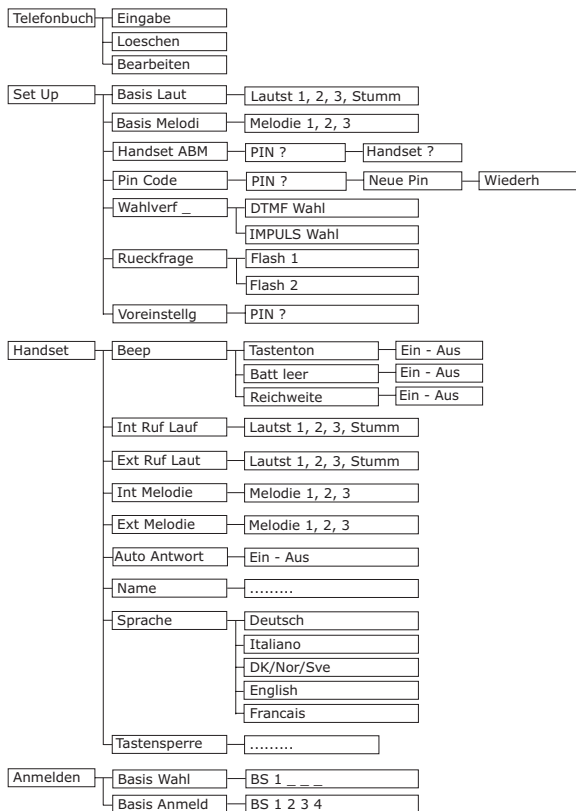 Telefonbuch Eingabe
Loeschen
Bearbeiten
Set Up Basis Laut Lautst 1, 2, 3, Stumm
Basis Melodi Melodie 1, 2, 3
Handset ABM PIN ? Handset ?
Pin Code PIN ? Neue Pin Wiederh
Wahlverf _ DTMF Wahl
IMPULS Wahl
Rueckfrage Flash 1
Flash 2
Voreinstellg PIN ?
Handset Beep Tastenton Ein - Aus
Batt leer Ein - Aus
Reichweite Ein - Aus
Int Ruf Lauf Lautst 1, 2, 3, Stumm
Ext Ruf Laut Lautst 1, 2, 3, Stumm
Int Melodie Melodie 1, 2, 3
Ext Melodie Melodie 1, 2, 3
Auto Antwort Ein - Aus
Name .........
Sprache Deutsch
Italiano
DK/Nor/Sve
English
Francais
Tastensperre .........
Anmelden Basis Wahl BS 1 _ _ _
Basis Anmeld BS 1 2 3 4